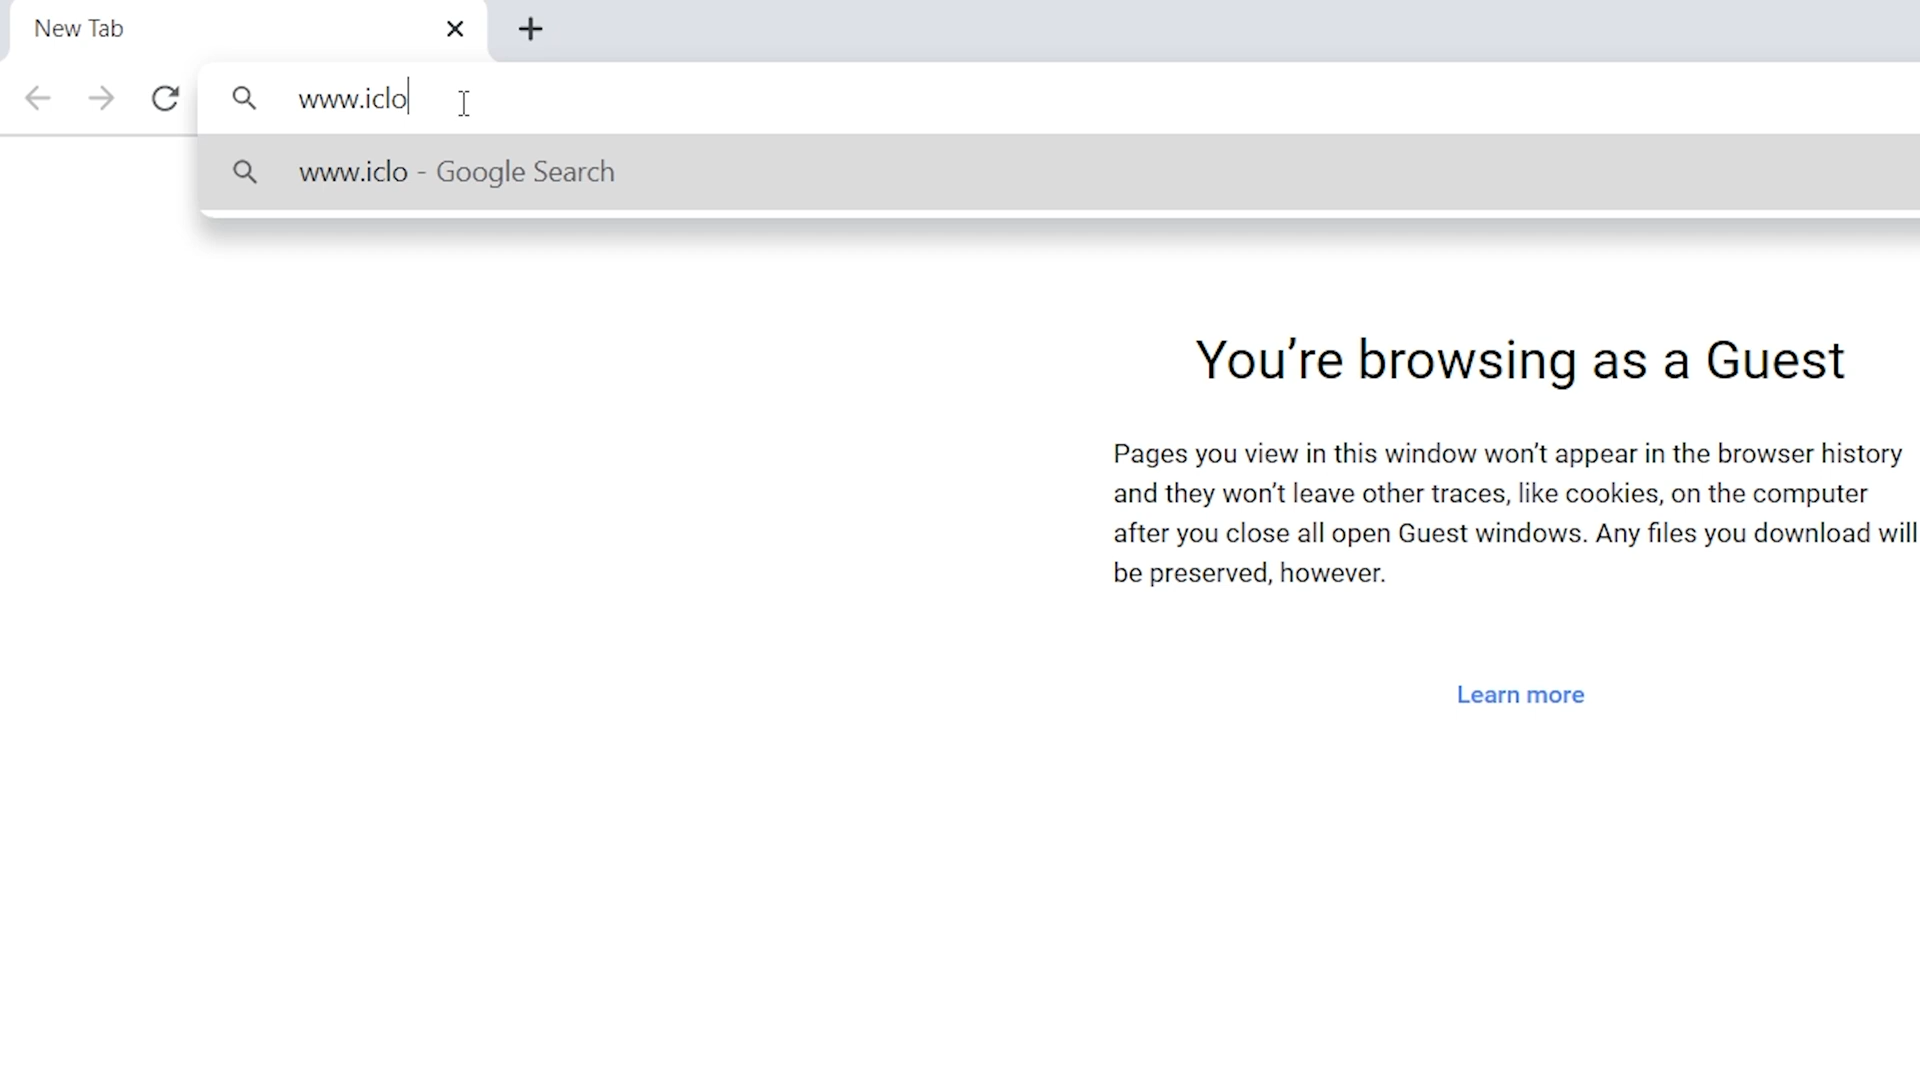 New Tab
www.iclo
www.iclo - Google Search
You’re browsing as a Guest
Pages you view in this window won’t appear in the browser history
and they won’t leave other traces, like cookies, on the computer
after you close all open Guest windows. Any files you download will
be preserved, however.
Learn more